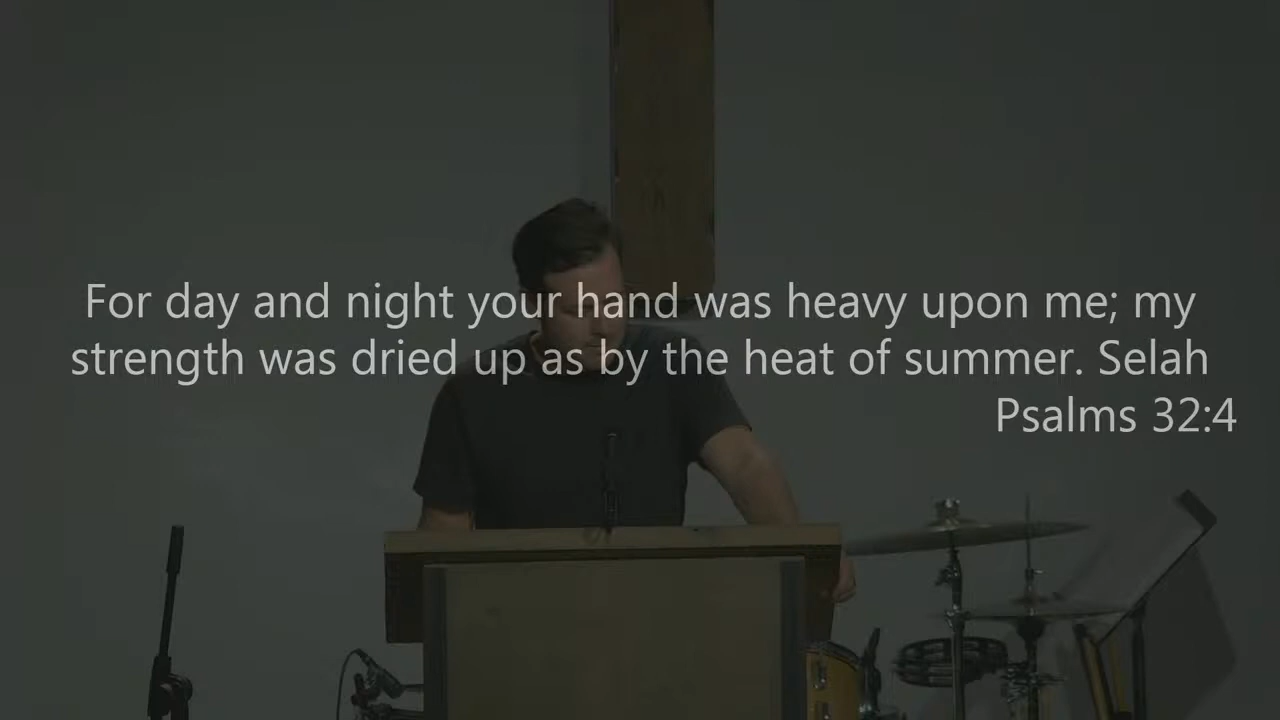 For day and night your hand was heavy upon me; my
strength was dried up as by the heat of summer. Selah
Psalms 32:4